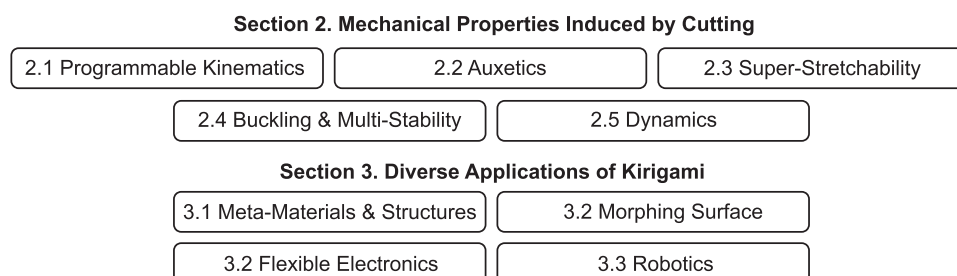 Section 2. Mechanical Properties Induced by Cutting
2.1 Programmable Kinematics 2.2 Auxetics 2.3 Super-Stretchability
2.4 Buckling & Multi-Stability 2.5 Dynamics
Section 3. Diverse Applications of Kirigami
3.1 Meta-Materials & Structures 3.2 Morphing Surface
3.2 Flexible Electronics 3.3 Robotics